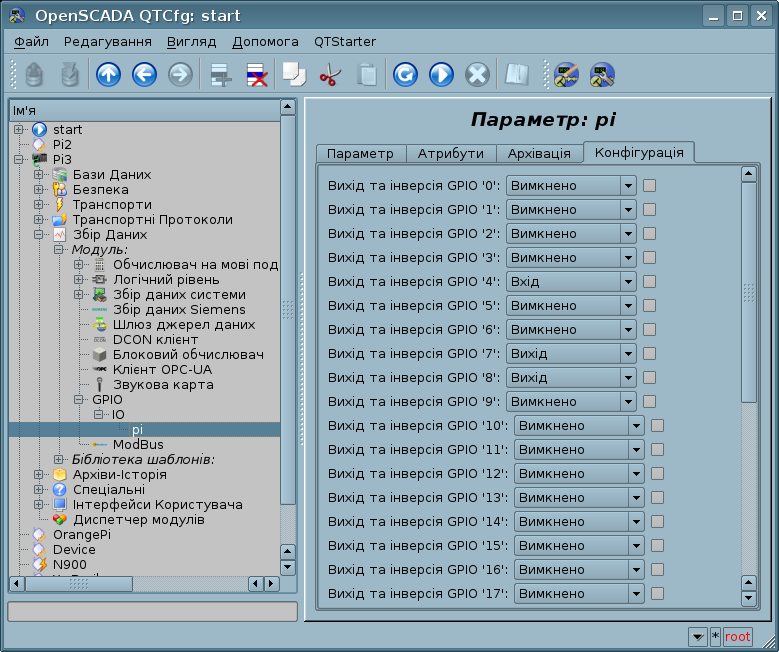 OpenSCADA QTCfg: start
Файл Редагування Вигляд Допомога QTStarter
Ім'я
start
Pi2
Pi3
Бази Даних
Безпека
Транспорти
Транспортні Протоколи
Збір Даних
Модуль:
Обчислювач на мові под
Логічний рівень
Збір даних системи
Збір даних Siemens
Шлюз джерел даних
DCON клієнт
Блоковий обчислювач
Клієнт OPC-UA
Звукова карта
GPIO
IO
pi
ModBus
Бібліотека шаблонів:
Архіви-Історія
Спеціальні
Інтерфейси Користувача
Диспетчер модулів
OrangePi
Device
N900
Параметр: pi
Параметр Атрибути Архівація Конфігурація
Вихід та інверсія GPIO '0': Вимкнено
Вихід та інверсія GPIO '1': Вимкнено
Вихід та інверсія GPIO '2': Вимкнено
Вихід та інверсія GPIO '3': Вимкнено
Вихід та інверсія GPIO '4': Вхід
Вихід та інверсія GPIO '5': Вимкнено
Вихід та інверсія GPIO '6': Вимкнено
Вихід та інверсія GPIO '7': Вихід
Вихід та інверсія GPIO '8': Вихід
Вихід та інверсія GPIO '9': Вимкнено
Вихід та інверсія GPIO '10': Вимкнено
Вихід та інверсія GPIO '11': Вимкнено
Вихід та інверсія GPIO '12': Вимкнено
Вихід та інверсія GPIO '13': Вимкнено
Вихід та інверсія GPIO '14': Вимкнено
Вихід та інверсія GPIO '15': Вимкнено
Вихід та інверсія GPIO '16': Вимкнено
Вихід та інверсія GPIO '17': Вимкнено
* root